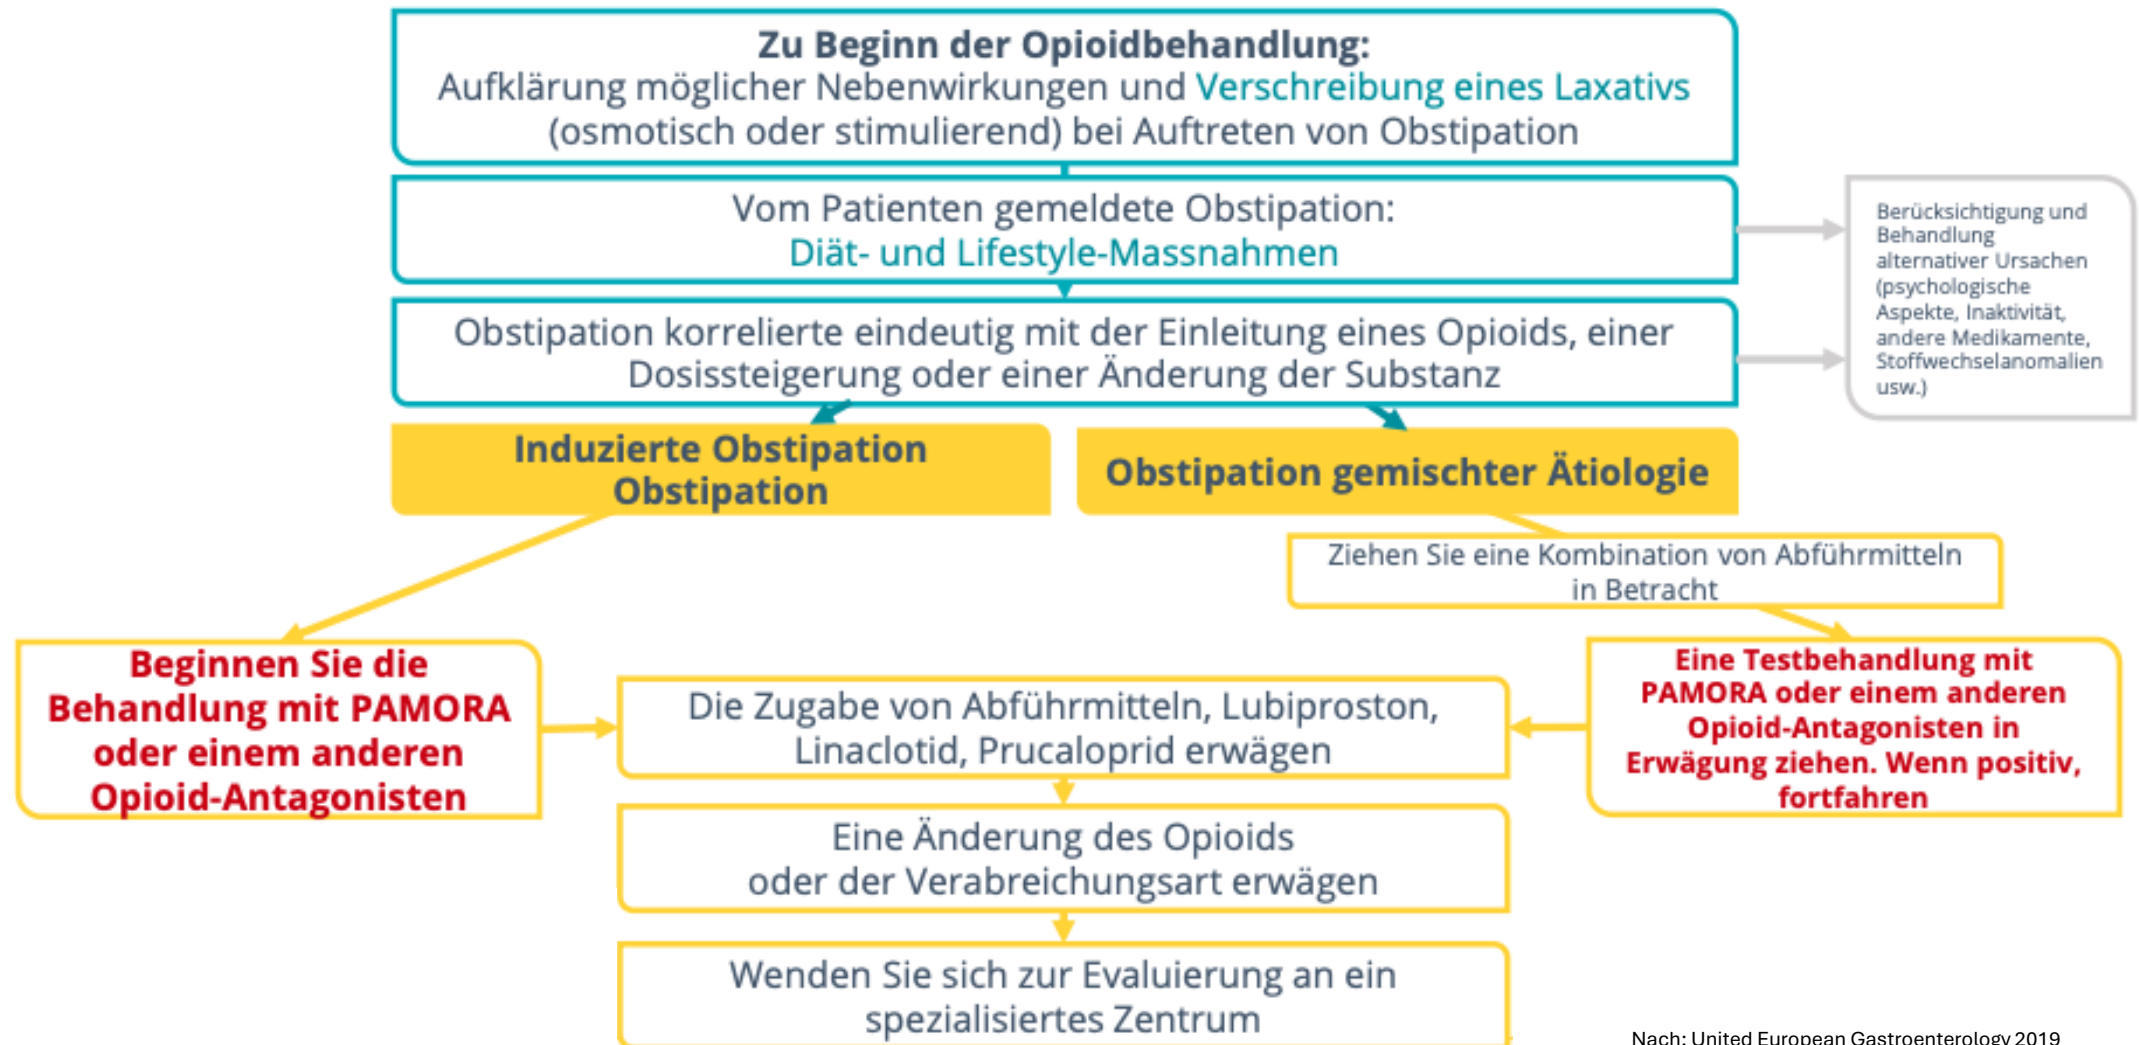 Zu Beginn der Opioidbehandlung:
Aufklärung möglicher Nebenwirkungen und Verschreibung eines Laxativs
(osmotisch oder stimulierend) bei Auftreten von Obstipation
Vom Patienten gemeldete Obstipation:
Diät- und Lifestyle-Massnahmen
Berücksichtigung und
Behandlung
alternativer Ursachen
(psychologische
Aspekte, Inaktivität,
andere Medikamente,
Stoffwechselanomalien
usw.)
Obstipation korrelierte eindeutig mit der Einleitung eines Opioids, einer
Dosissteigerung oder einer Änderung der Substanz
Induzierte Obstipation
Obstipation
Obstipation gemischter Ätiologie
Ziehen Sie eine Kombination von Abführmitteln
in Betracht
Beginnen Sie die
Behandlung mit PAMORA
oder einem anderen
Opioid-Antagonisten
Eine Testbehandlung mit
PAMORA oder einem anderen
Opioid-Antagonisten in
Erwägung ziehen. Wenn positiv,
fortfahren
Die Zugabe von Abführmitteln, Lubiproston,
Linaclotid, Prucaloprid erwägen
Eine Änderung des Opioids
oder der Verabreichungsart erwägen
Wenden Sie sich zur Evaluierung an ein
spezialisiertes Zentrum
Nach: United European Gastroenterology 2019